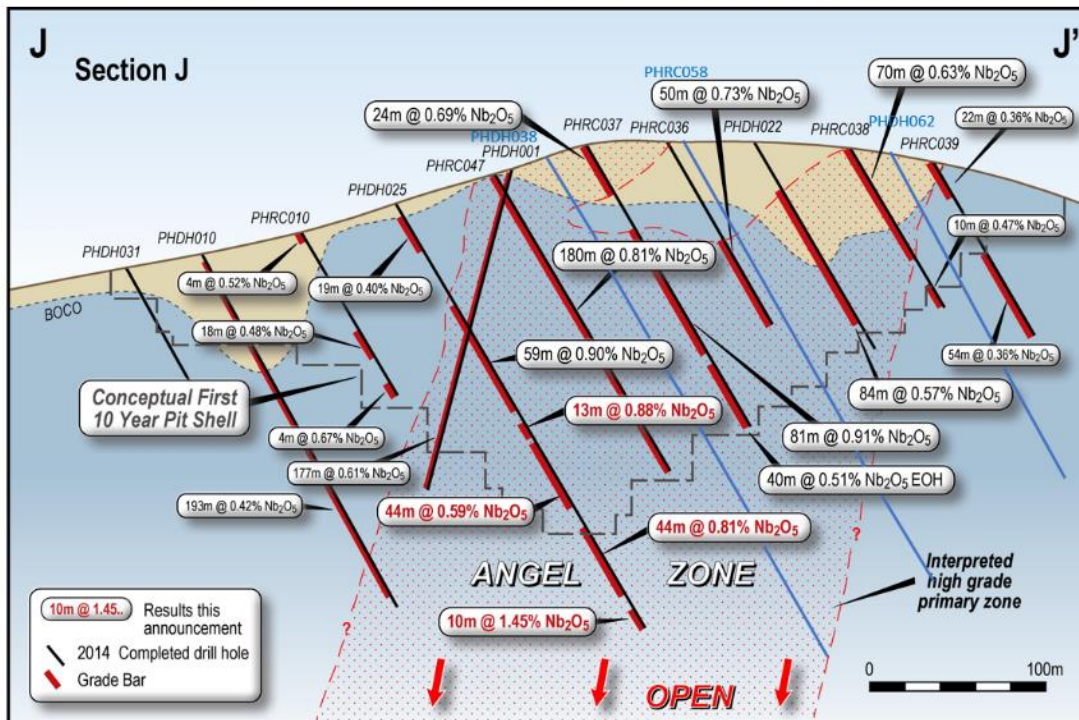 J
J'
Section J
PHRC058
50m @ 0.73% Nb₂O₅
70m @ 0.63% Nb₂O₅
24m @ 0.69% Nb₂O₅
22m @ 0.36% Nb₂O₅
PHDH031
PHDH010
PHRC010
PHDH025
PHRC047
PHDH001
PHDH038
PHRC037
PHRC036
PHDH022
PHRC038
PHDH062
PHRC039
10m @ 0.47% Nb₂O₅
180m @ 0.81% Nb₂O₅
4m @ 0.52% Nb₂O₅
19m @ 0.40% Nb₂O₅
BOCO
18m @ 0.48% Nb₂O₅
59m @ 0.90% Nb₂O₅
54m @ 0.36% Nb₂O₅
Conceptual First
10 Year Pit Shell
84m @ 0.57% Nb₂O₅
13m @ 0.88% Nb₂O₅
4m @ 0.67% Nb₂O₅
81m @ 0.91% Nb₂O₅
177m @ 0.61% Nb₂O₅
40m @ 0.51% Nb₂O₅ EOH
193m @ 0.42% Nb₂O₅
44m @ 0.59% Nb₂O₅
44m @ 0.81% Nb₂O₅
?
ANGEL ZONE
Interpreted
high grade
primary zone
10m @ 1.45% Nb₂O₅
?
10m @ 1.45.. Results this
announcement
2014 Completed drill hole
Grade Bar
OPEN
0 100m